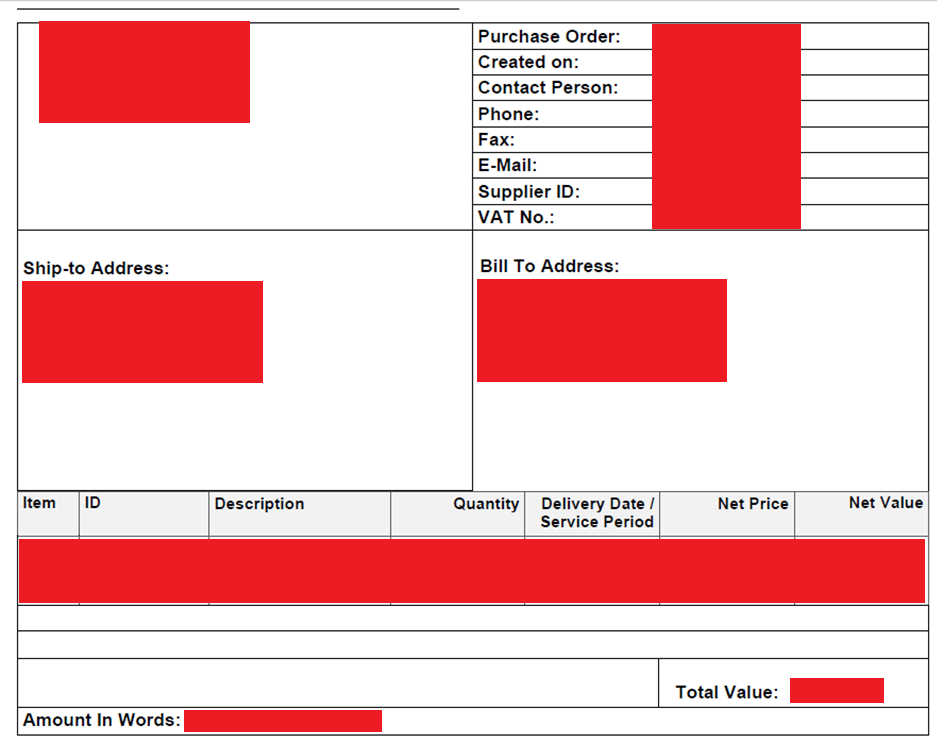 Purchase Order:
Created on:
Contact Person:
Phone:
Fax:
E-Mail:
Supplier ID:
VAT No.:
Ship-to Address:
Bill To Address:
Item ID Description Quantity Delivery Date / Net Price Net Value
Service Period
Total Value:
Amount In Words: